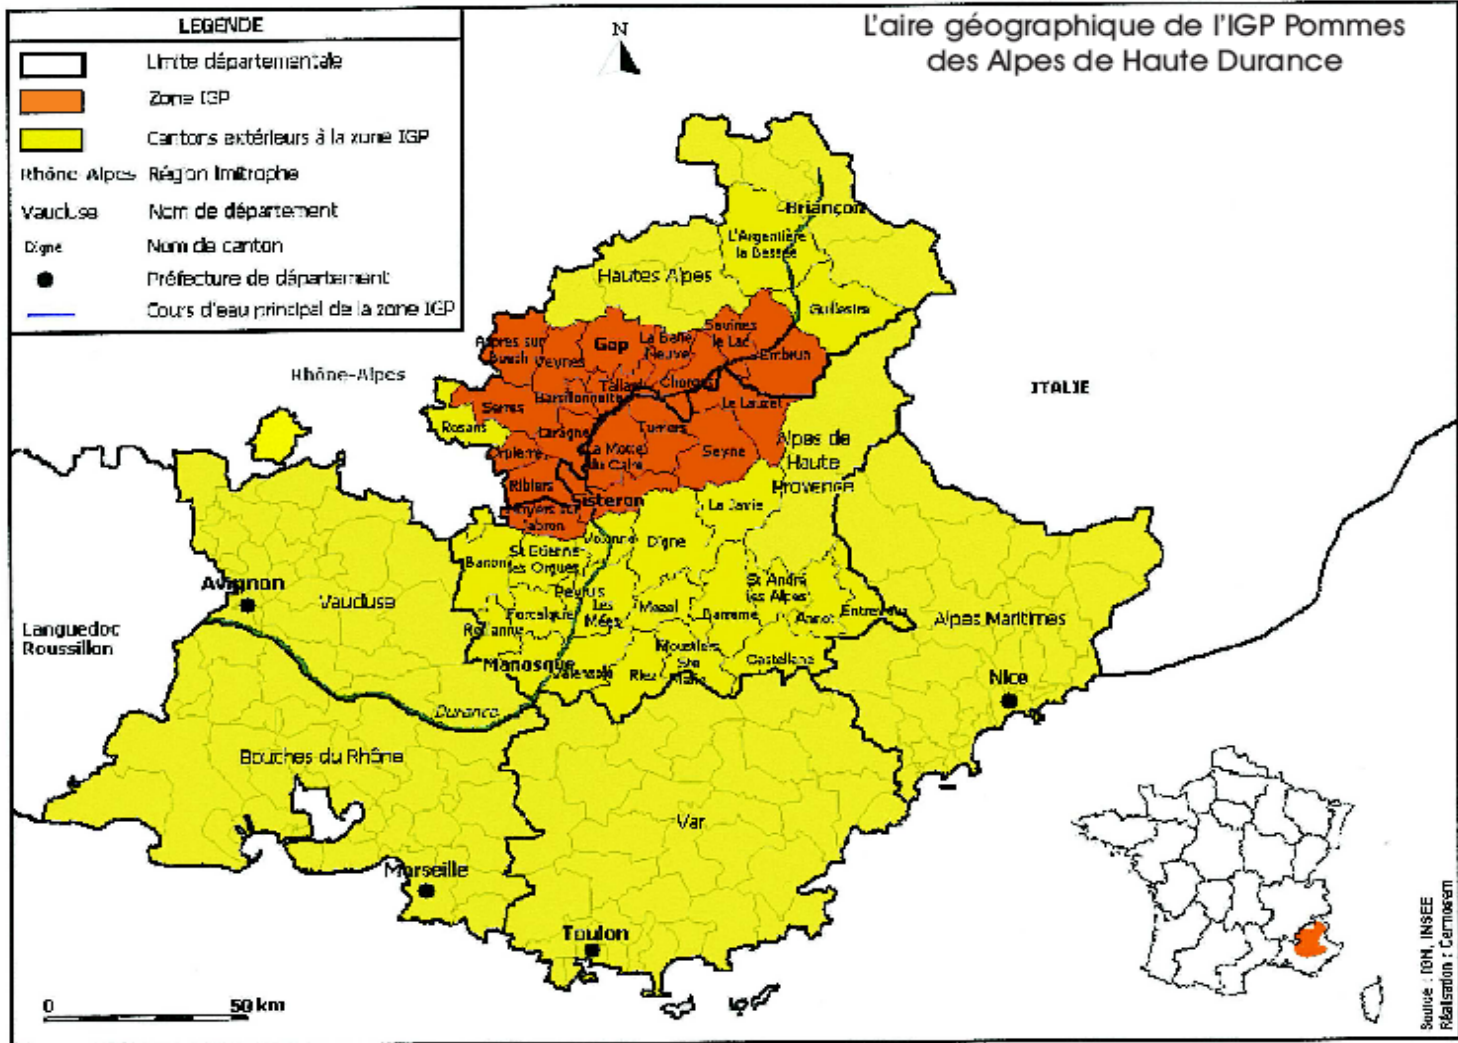 L'aire géographique de l'IGP Pommes
des Alpes de Haute Durance
LEGENDE
Limite départementale
Zone IGP
Cantons extérieurs à la zone IGP
Rhône-Alpes Région limitrophe
Vaucluse Nom de département
Digne Nom de canton
Préfecture de département
Cours d'eau principal de la zone IGP
N
Briançon
L'Argentière
la Bessée
Hautes Alpes
Guillestre
Savines
le Lac
Aspres sur
Buech
Gap
La Batie
Neuve
Veynes
Embrun
Rhône-Alpes
ITALIE
Tallard
Chorges
Barcillonnette
Le Lauzet
Serres
Rosans
Laragne
Turriers
Orpierre
La Motte
du Caire
Seyne
Alpes de
Haute
Provence
Ribiers
Sisteron
Noyers sur
Jabron
La Javie
Volonne
Digne
Banon
St Etienne
les Orgues
Avignon
Vaucluse
Peyruis
St André
les Alpes
Forcalquier
Les
Mées
Mezel
Barreme
Annot
Entrevaux
Alpes Maritimes
Languedoc
Roussillon
Reillanne
Manosque
Valensole
Riez
Moustiers
Ste
Marie
Castellane
Nice
Durance
Bouches du Rhône
Var
Marseille
Toulon
0 50 km
Source : IGN, INSEE
Réalisation : Cermosem